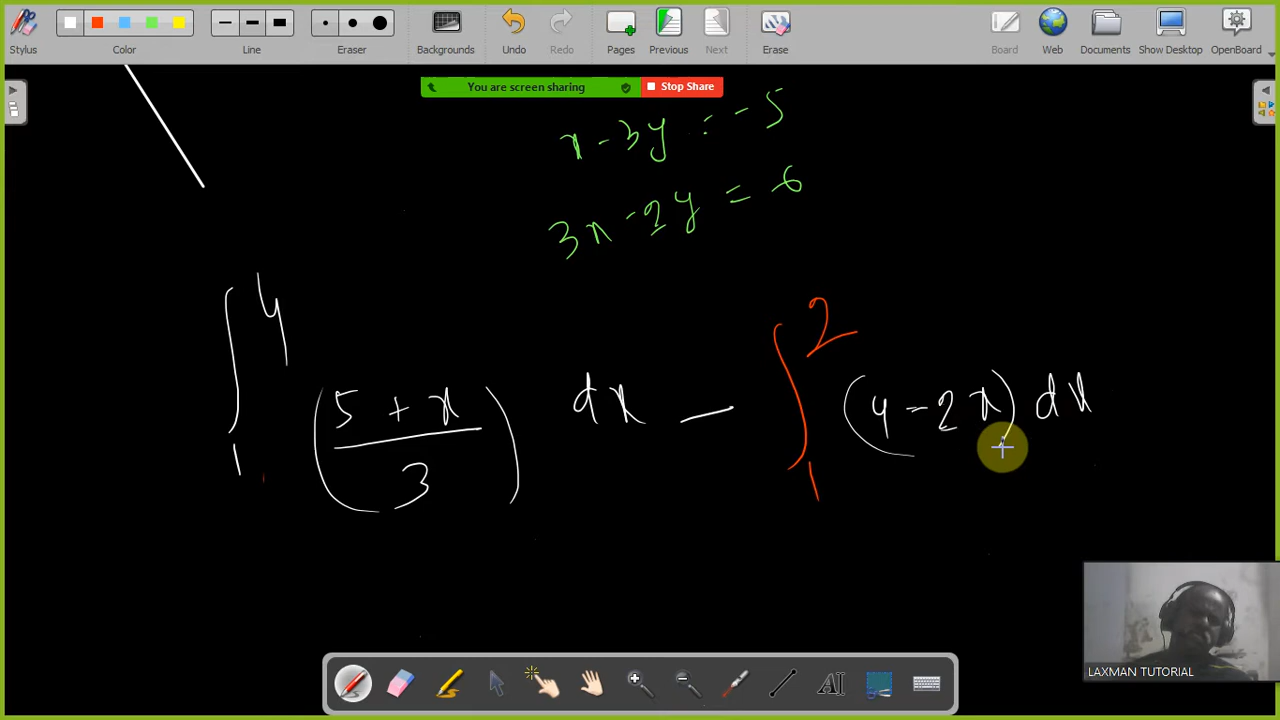 Stylus Color Line Eraser Backgrounds Undo Redo Pages Previous Next Erase Board Web Documents Show Desktop OpenBoard
You are screen sharing Stop Share
x - 3y = -5
3x - 2y = 6
∫₁⁴ ((5 + x)/3) dx - ∫₁² (4 - 2x) dx
LAXMAN TUTORIAL